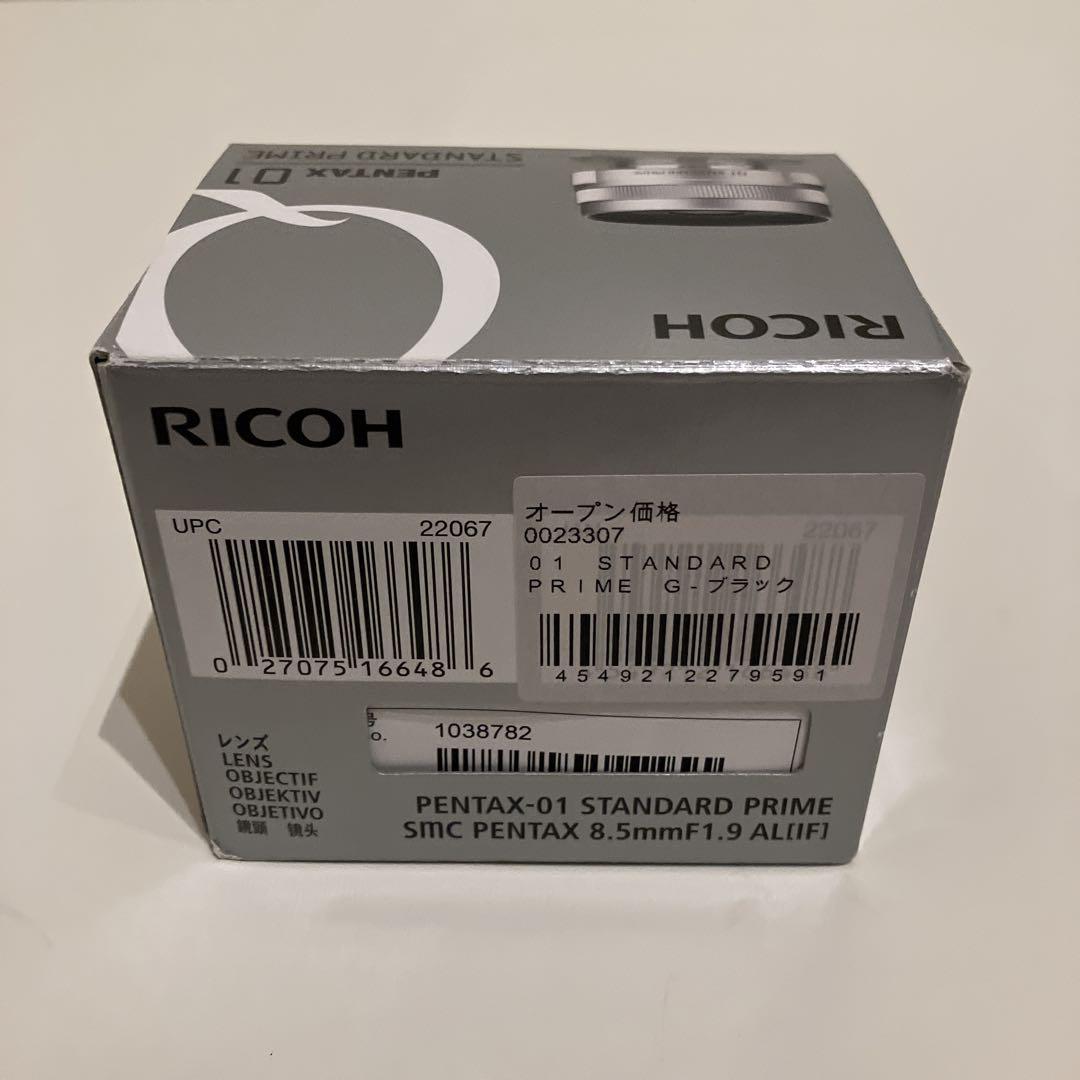 STANDARD PRIME
PENTAX 01
RICOH
RICOH
UPC 22067
0 27075 16648 6
オープン価格
22067
0023307
01 STANDARD
PRIME G-ブラック
4549212279591
o. 1038782
レンズ
LENS
OBJECTIF
OBJEKTIV
OBJETIVO
鏡頭 镜头
PENTAX-01 STANDARD PRIME
smc PENTAX 8.5mmF1.9 AL[IF]